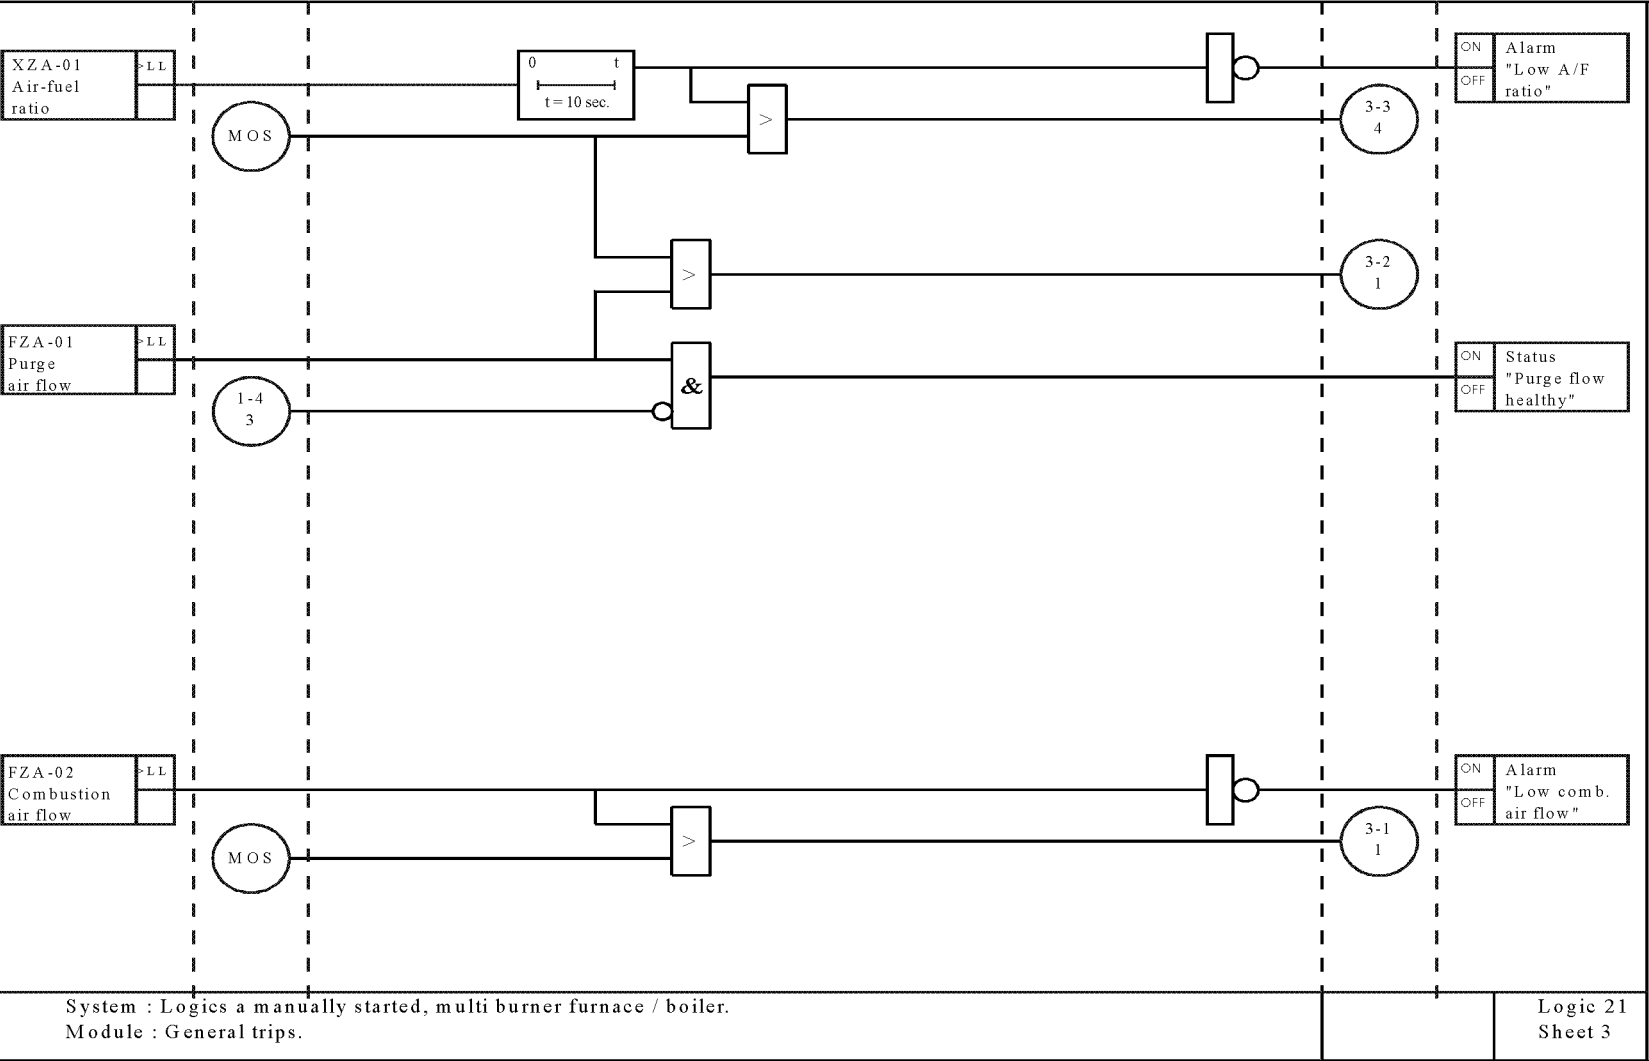 XZA-01
Air-fuel
ratio
>LL
0 t
t = 10 sec.
ON
OFF
Alarm
"Low A/F
ratio"
MOS
>
3-3
4
>
3-2
1
FZA-01
Purge
air flow
>LL
1-4
3
&
ON
OFF
Status
"Purge flow
healthy"
FZA-02
Combustion
air flow
>LL
MOS
>
ON
OFF
Alarm
"Low comb.
air flow"
3-1
1
System : Logics a manually started, multi burner furnace / boiler.
Module : General trips.
Logic 21
Sheet 3